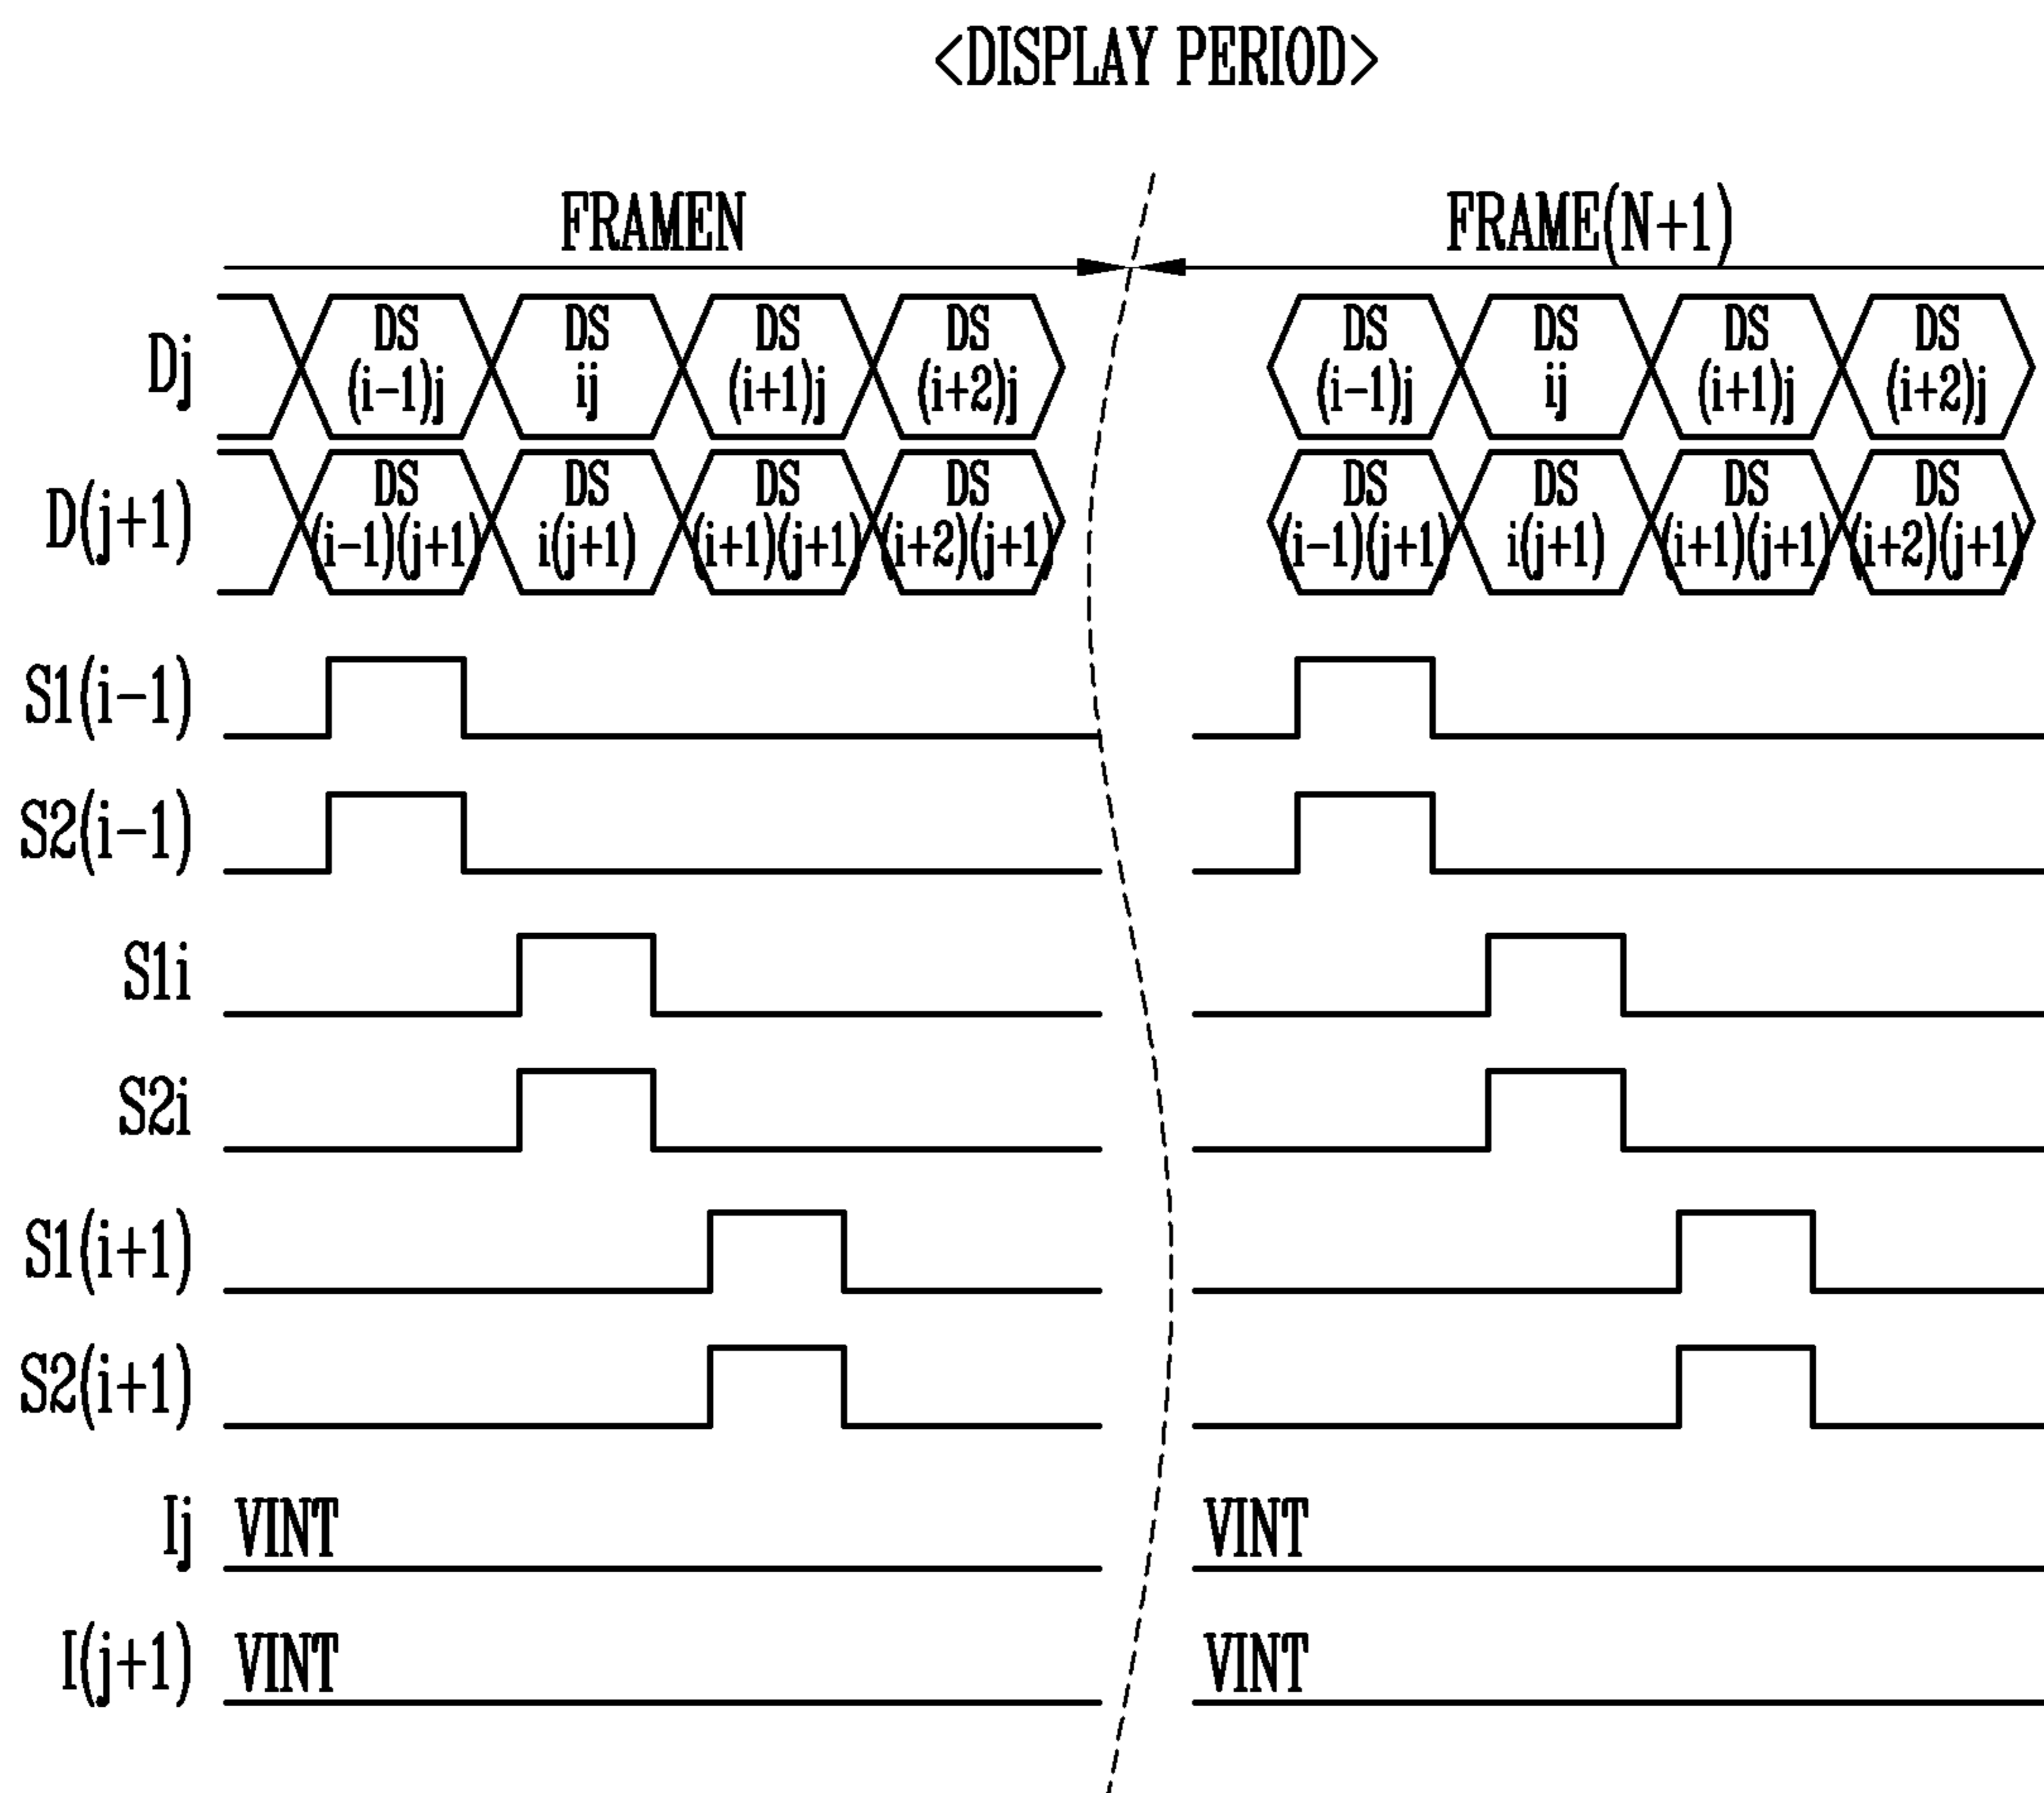 <DISPLAY PERIOD>
FRAMEN FRAME(N+1)
Dj DS (i-1)j DS ij DS (i+1)j DS (i+2)j DS (i-1)j DS ij DS (i+1)j DS (i+2)j
D(j+1) DS (i-1)(j+1) DS i(j+1) DS (i+1)(j+1) DS (i+2)(j+1) DS (i-1)(j+1) DS i(j+1) DS (i+1)(j+1) DS (i+2)(j+1)
S1(i-1)
S2(i-1)
S1i
S2i
S1(i+1)
S2(i+1)
Ij VINT VINT
I(j+1) VINT VINT